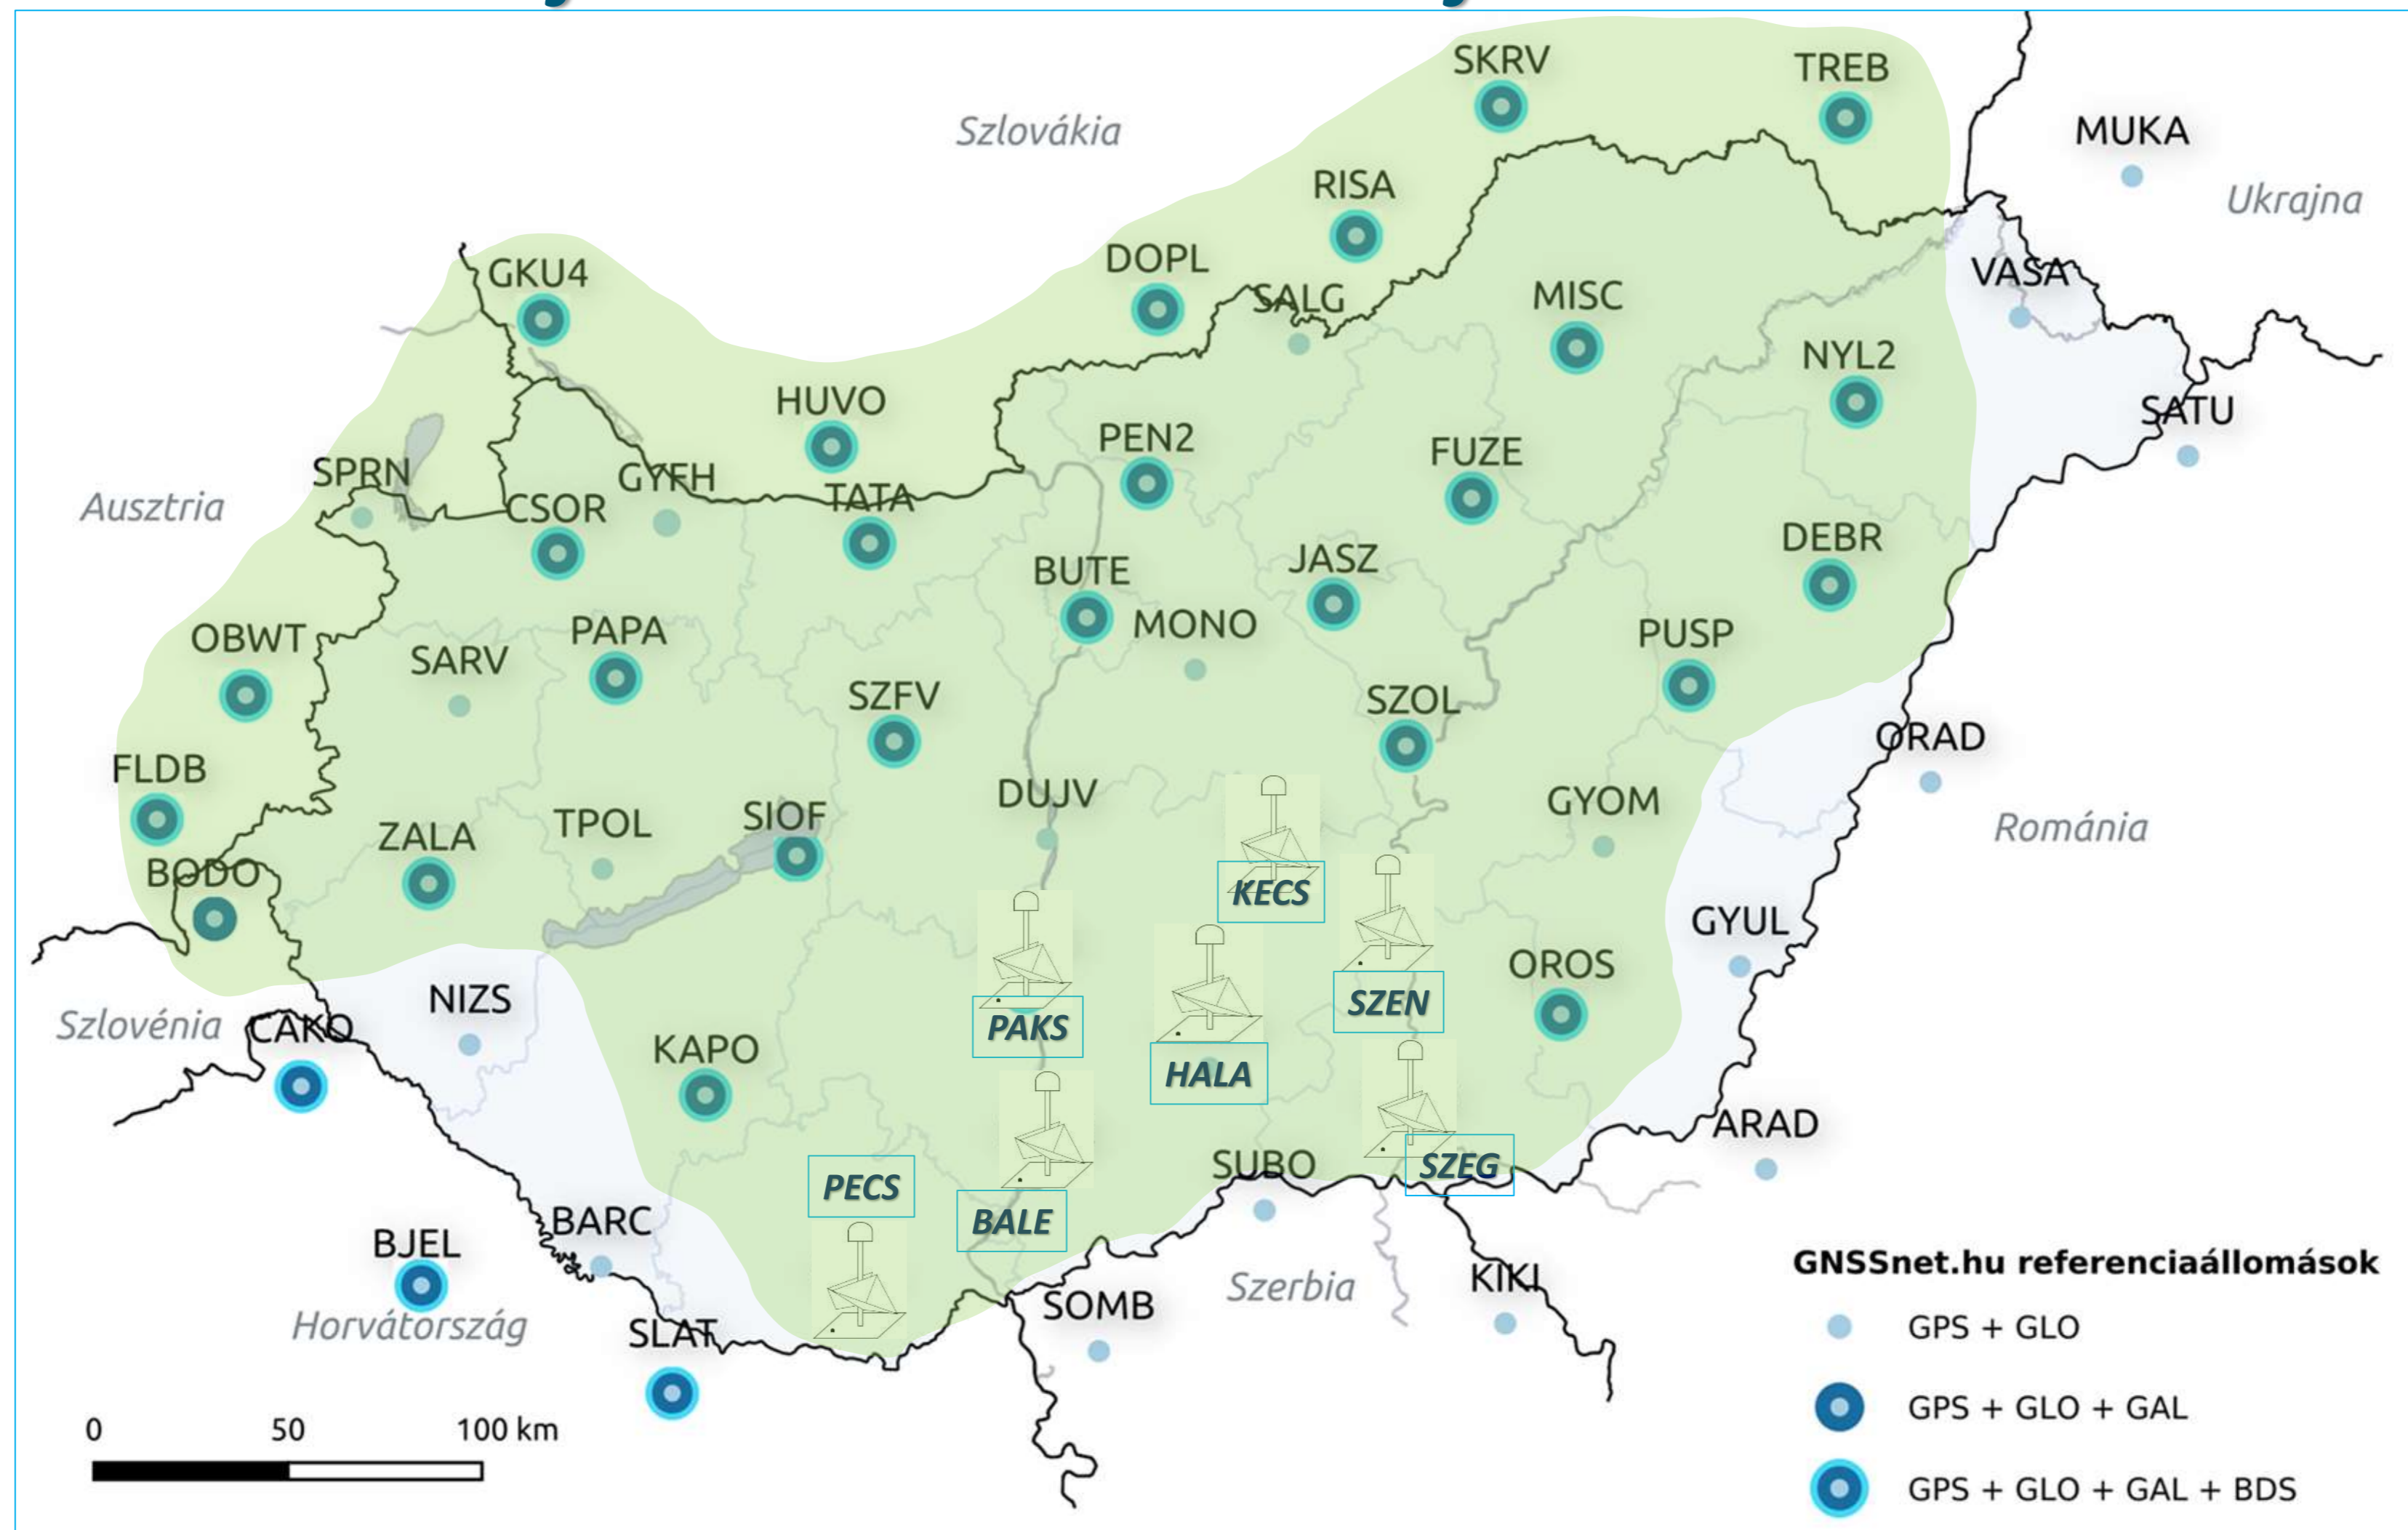 SKRV
TREB
MUKA
Szlovákia
Ukrajna
RISA
DOPL
VASA
GKU4
SALG
MISC
NYL2
HUVO
SATU
PEN2
FUZE
SPRN
GYFH
TATA
CSOR
Ausztria
DEBR
JASZ
BUTE
MONO
OBWT
PAPA
PUSP
SARV
SZFV
SZOL
ORAD
FLDB
DUJV
GYOM
Románia
ZALA
TPOL
SIOF
BODO
KECS
GYUL
OROS
NIZS
SZEN
Szlovénia
CAKO
PAKS
KAPO
HALA
ARAD
SUBO
SZEG
PECS
BALE
BARC
BJEL
Szerbia
KIKI
GNSSnet.hu referenciaállomások
SOMB
Horvátország
SLAT
GPS + GLO
GPS + GLO + GAL
0 50 100 km
GPS + GLO + GAL + BDS